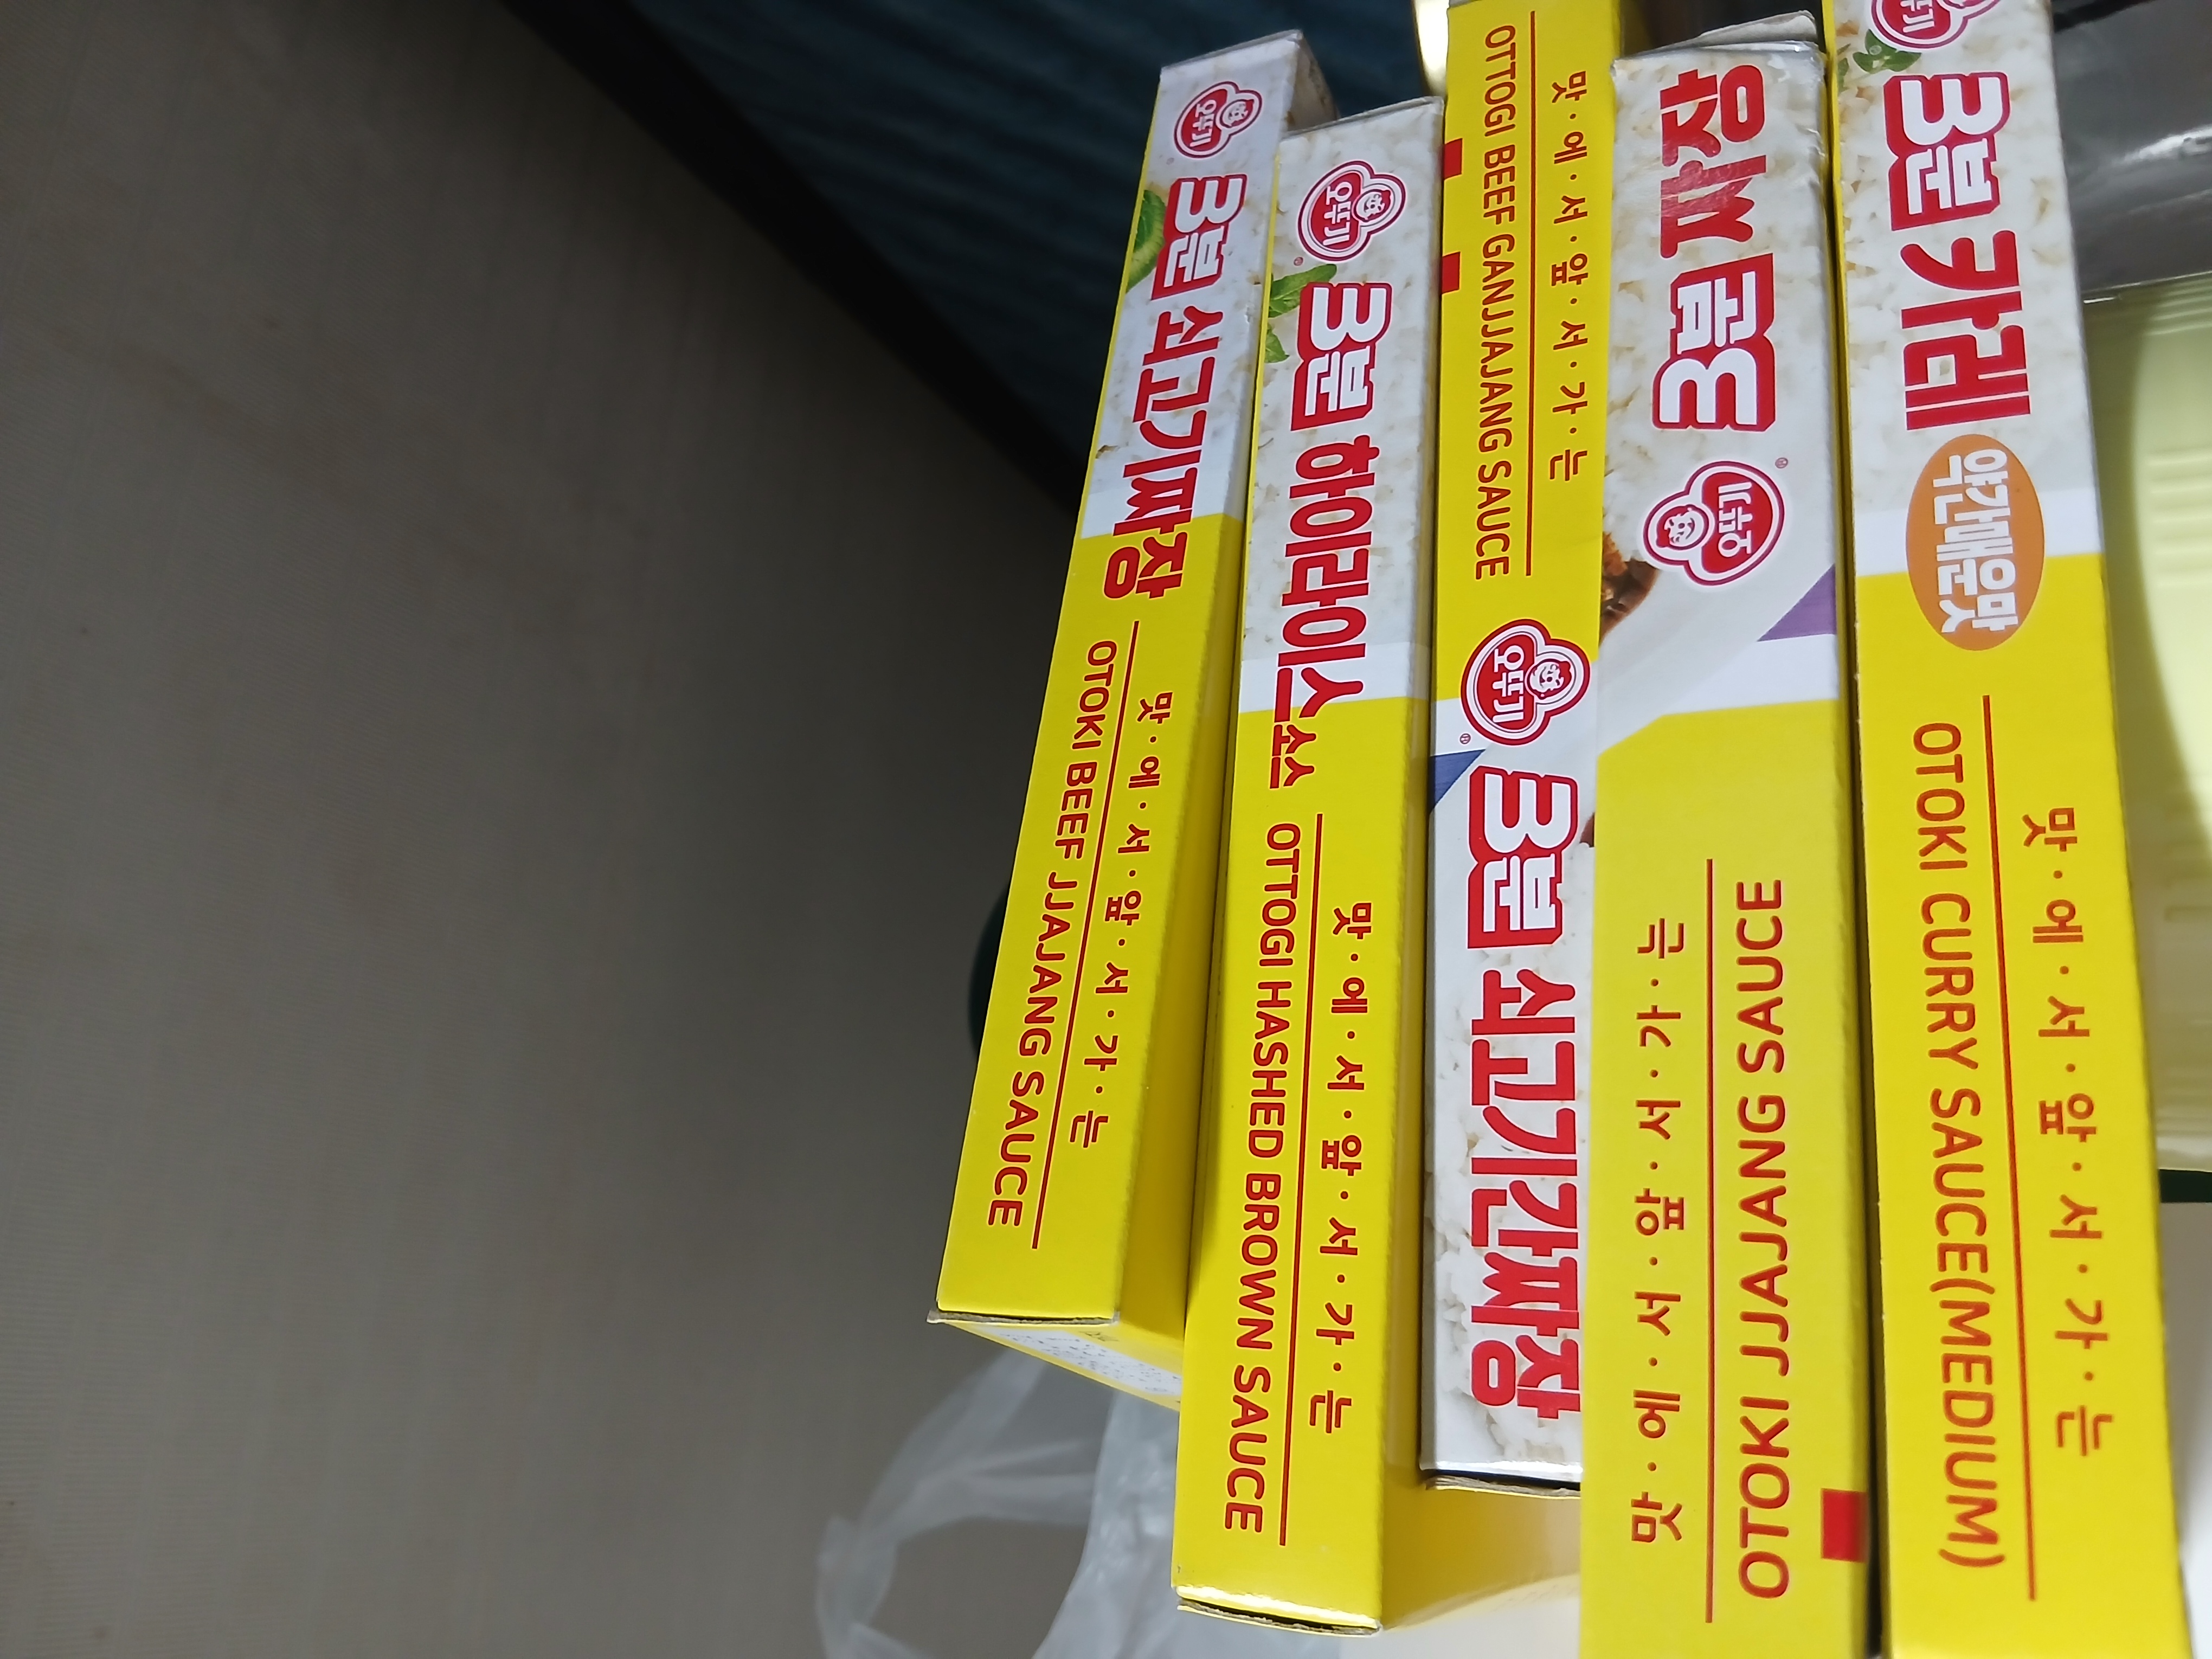 오뚜기
3분 쇠고기짜장
맛·에·서·앞·서·가·는
OTOKI BEEF JJAJANG SAUCE
오뚜기
3분 하이라이스소스
맛·에·서·앞·서·가·는
OTTOGI HASHED BROWN SAUCE
맛·에·서·앞·서·가·는
OTTOGI BEEF GANJJAJANG SAUCE
오뚜기
3분 쇠고기간짜장
오뚜기
3분 짜장
맛·에·서·앞·서·가·는
OTOKI JJAJANG SAUCE
3분 카레
약간매운맛
맛·에·서·앞·서·가·는
OTOKI CURRY SAUCE(MEDIUM)